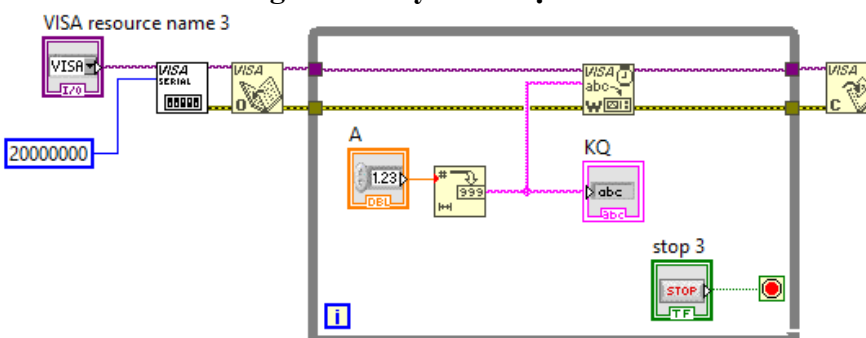 VISA resource name 3
VISA
I/O
VISA
SERIAL
VISA
O
20000000
A
1.23
DBL
#
999
VISA
abc
W
KQ
abc
abc
stop 3
STOP
TF
i
VISA
C